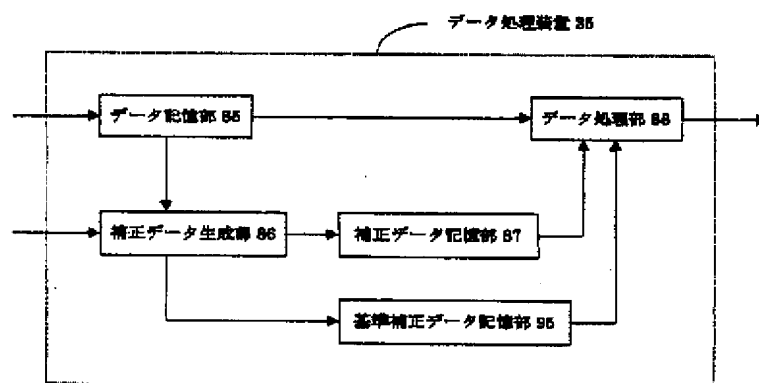 データ処理装置 35
データ記憶部 85
データ処理部 88
補正データ生成部 86
補正データ記憶部 87
基準補正データ記憶部 95